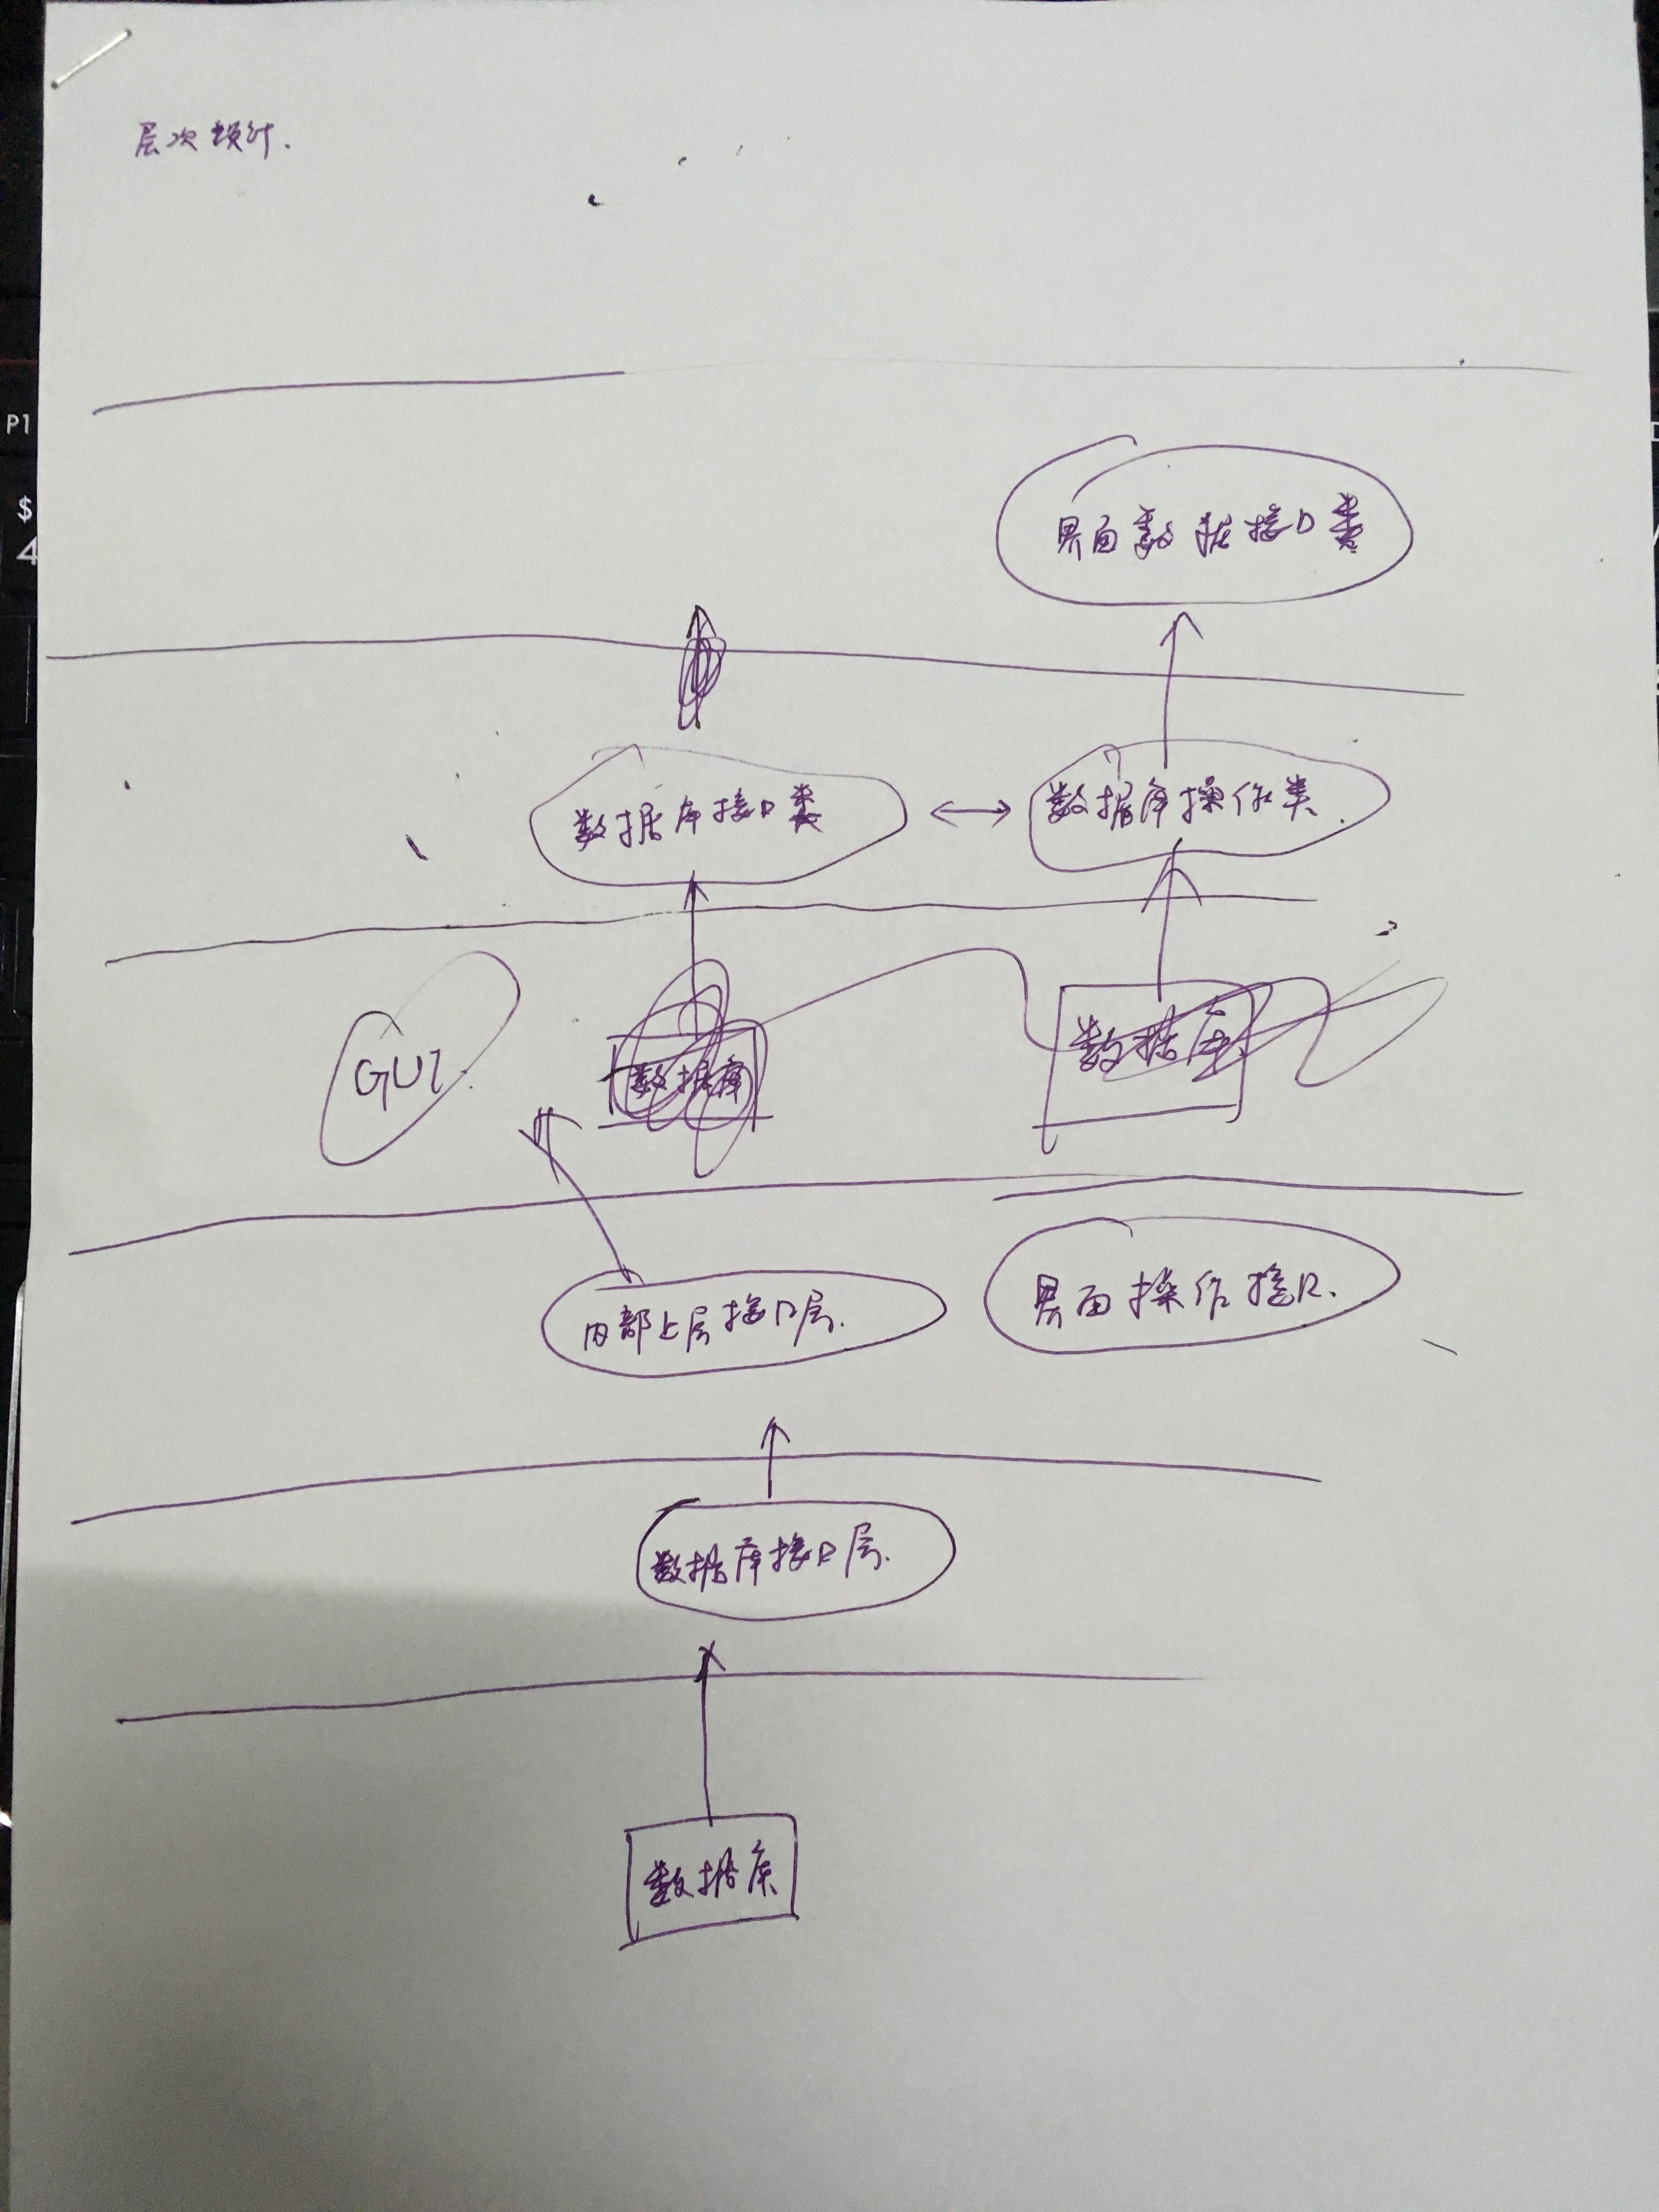 层次设计.
P1
$
4
界面数据接口类
数据库接口类
数据库操作类.
GUI.
数据库
数据库
内部上层接口层.
界面操作接口.
数据库接口层.
数据库